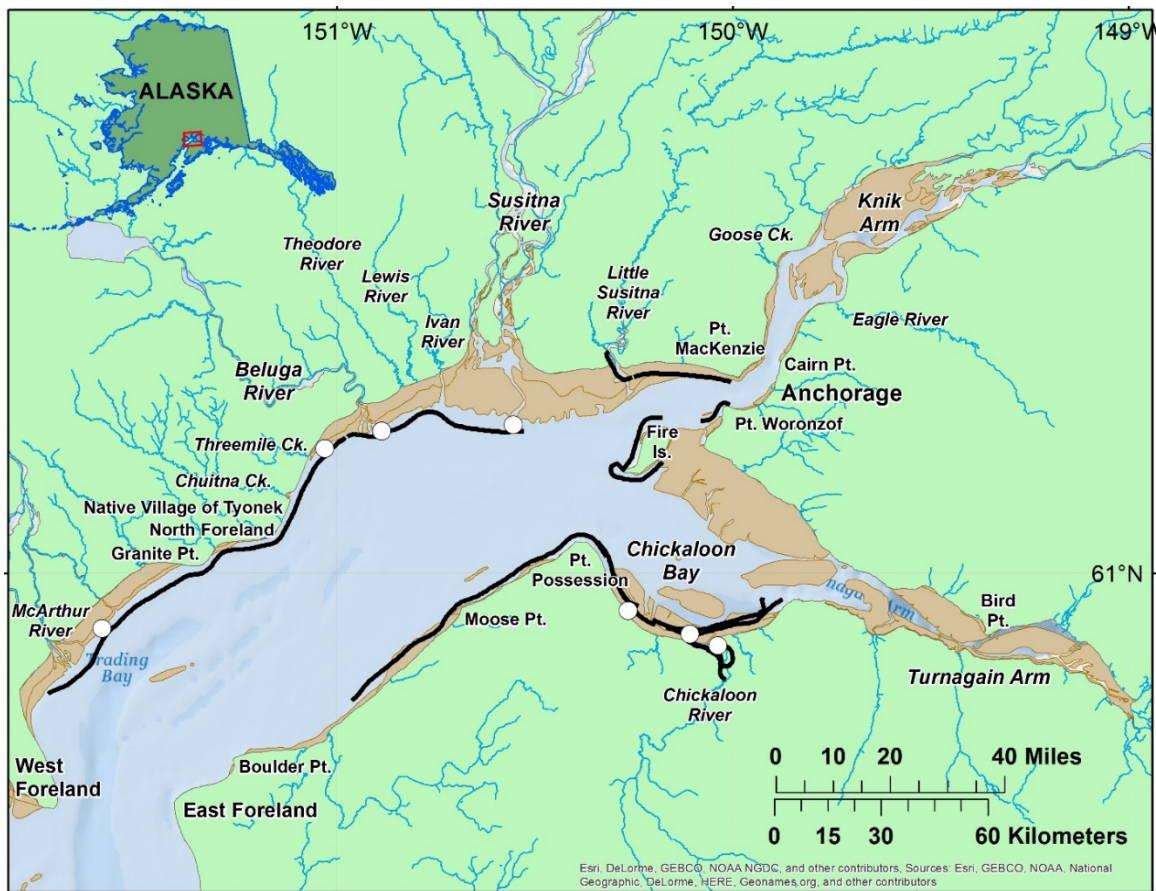 151°W
150°W
149°W
ALASKA
Knik
Arm
Susitna
River
Goose Ck.
Theodore
River
Lewis
River
Little
Susitna
River
Ivan
River
Eagle River
Pt.
MacKenzie
Beluga
River
Cairn Pt.
Anchorage
Pt. Woronzof
Threemile Ck.
Fire
Is.
Chuitna Ck.
Native Village of Tyonek
North Foreland
Granite Pt.
Chickaloon
Bay
Pt.
Possession
61°N
McArthur
River
Moose Pt.
naga Arm
Bird
Pt.
Trading
Bay
Turnagain Arm
Chickaloon
River
West
Foreland
Boulder Pt.
East Foreland
0 10 20 40 Miles
0 15 30 60 Kilometers
Esri, DeLorme, GEBCO, NOAA NGDC, and other contributors, Sources: Esri, GEBCO, NOAA, National
Geographic, DeLorme, HERE, Geonames.org, and other contributors